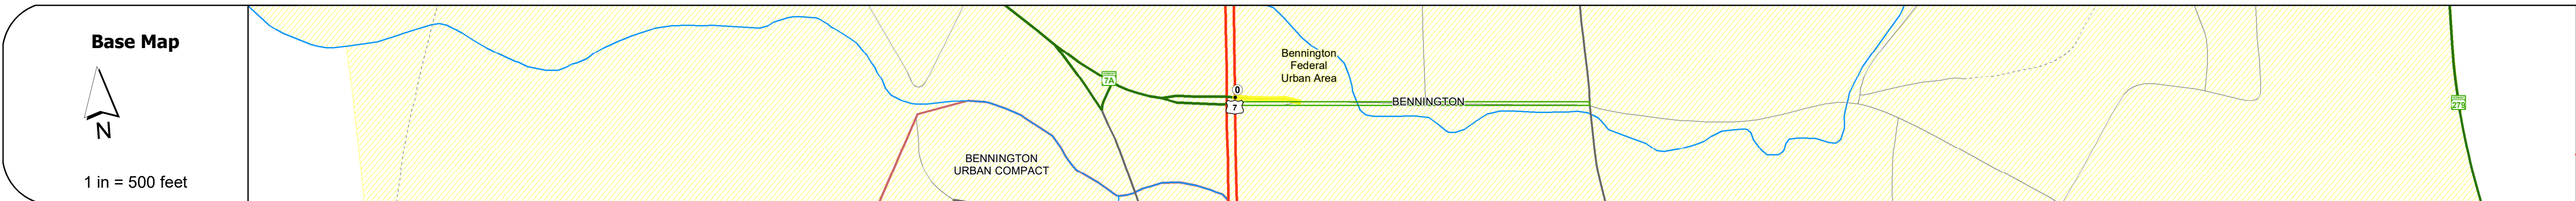 Base Map
N
1 in = 500 feet
7A
Bennington
Federal
Urban Area
0
7
BENNINGTON
BENNINGTON
URBAN COMPACT
279